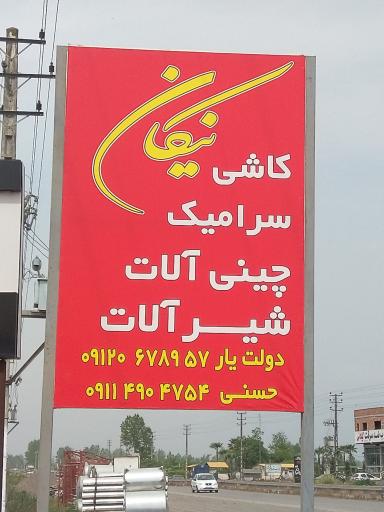 نیکان
کاشی
سرامیک
چینی آلات
شیر آلات
دولت یار ۵۷ ۶۷۸۹ ۰۹۱۲۰
حسنی ۴۷۵۴ ۴۹۰ ۰۹۱۱